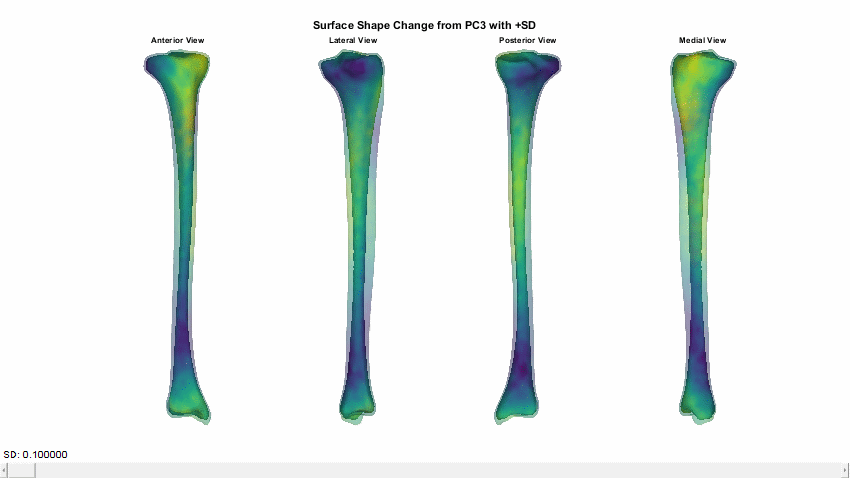 Surface Shape Change from PC3 with +SD
Anterior View
Lateral View
Posterior View
Medial View
SD: 0.100000